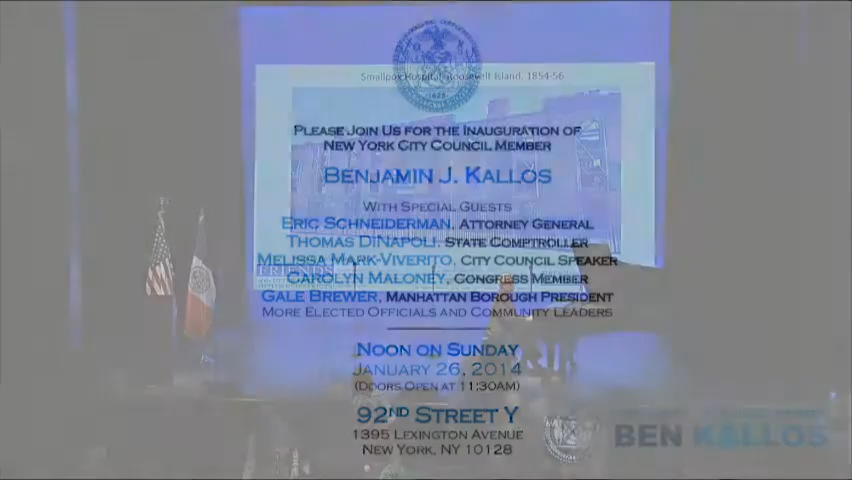 Smallpox Hospital, Roosevelt Island, 1854-56
PLEASE JOIN US FOR THE INAUGURATION OF
NEW YORK CITY COUNCIL MEMBER
BENJAMIN J. KALLOS
WITH SPECIAL GUESTS
ERIC SCHNEIDERMAN, ATTORNEY GENERAL
THOMAS DINAPOLI, STATE COMPTROLLER
MELISSA MARK-VIVERITO, CITY COUNCIL SPEAKER
FRIENDS
CAROLYN MALONEY, CONGRESS MEMBER
GALE BREWER, MANHATTAN BOROUGH PRESIDENT
MORE ELECTED OFFICIALS AND COMMUNITY LEADERS
NOON ON SUNDAY
JANUARY 26, 2014
(DOORS OPEN AT 11:30AM)
92ND STREET Y
1395 LEXINGTON AVENUE
NEW YORK, NY 10128
BEN KALLOS